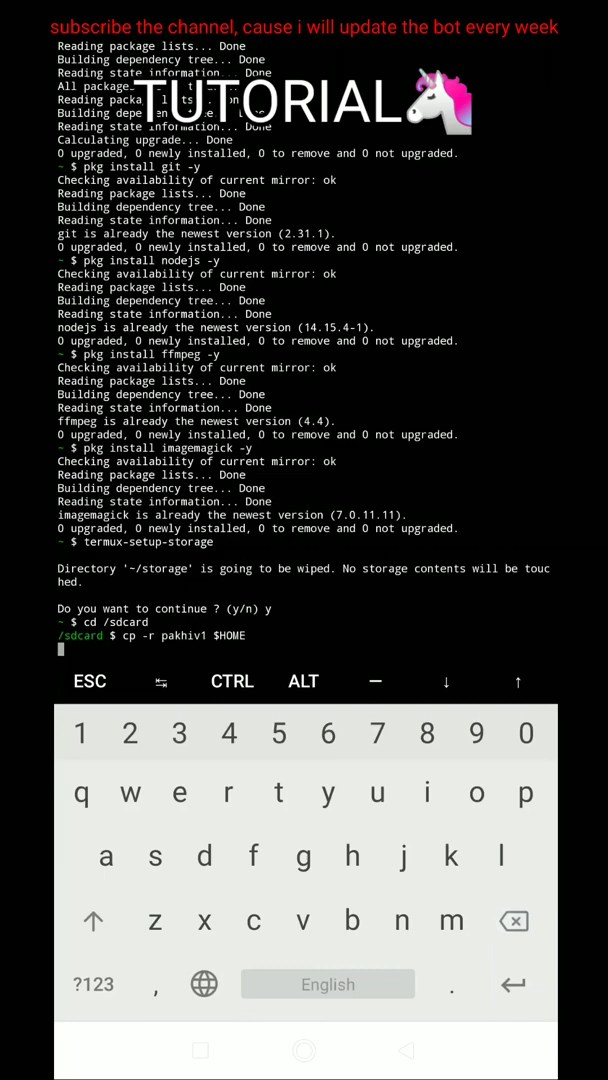 subscribe the channel, cause i will update the bot every week
Reading package lists... Done
Building dependency tree... Done
Reading state information... Done
All package
TUTORIAL🦄
Reading packa
Building depe
Reading state information... Done
Calculating upgrade... Done
0 upgraded, 0 newly installed, 0 to remove and 0 not upgraded.
~ $ pkg install git -y
Checking availability of current mirror: ok
Reading package lists... Done
Building dependency tree... Done
Reading state information... Done
git is already the newest version (2.31.1).
0 upgraded, 0 newly installed, 0 to remove and 0 not upgraded.
~ $ pkg install nodejs -y
Checking availability of current mirror: ok
Reading package lists... Done
Building dependency tree... Done
Reading state information... Done
nodejs is already the newest version (14.15.4-1).
0 upgraded, 0 newly installed, 0 to remove and 0 not upgraded.
~ $ pkg install ffmpeg -y
Checking availability of current mirror: ok
Reading package lists... Done
Building dependency tree... Done
Reading state information... Done
ffmpeg is already the newest version (4.4).
0 upgraded, 0 newly installed, 0 to remove and 0 not upgraded.
~ $ pkg install imagemagick -y
Checking availability of current mirror: ok
Reading package lists... Done
Building dependency tree... Done
Reading state information... Done
imagemagick is already the newest version (7.0.11.11).
0 upgraded, 0 newly installed, 0 to remove and 0 not upgraded.
~ $ termux-setup-storage
Directory '~/storage' is going to be wiped. No storage contents will be touc
hed.
Do you want to continue ? (y/n) y
~ $ cd /sdcard
/sdcard $ cp -r pakhiv1 $HOME
ESC ↹ CTRL ALT — ↓ ↑
1 2 3 4 5 6 7 8 9 0
q w e r t y u i o p
a s d f g h j k l
z x c v b n m
?123 , English .